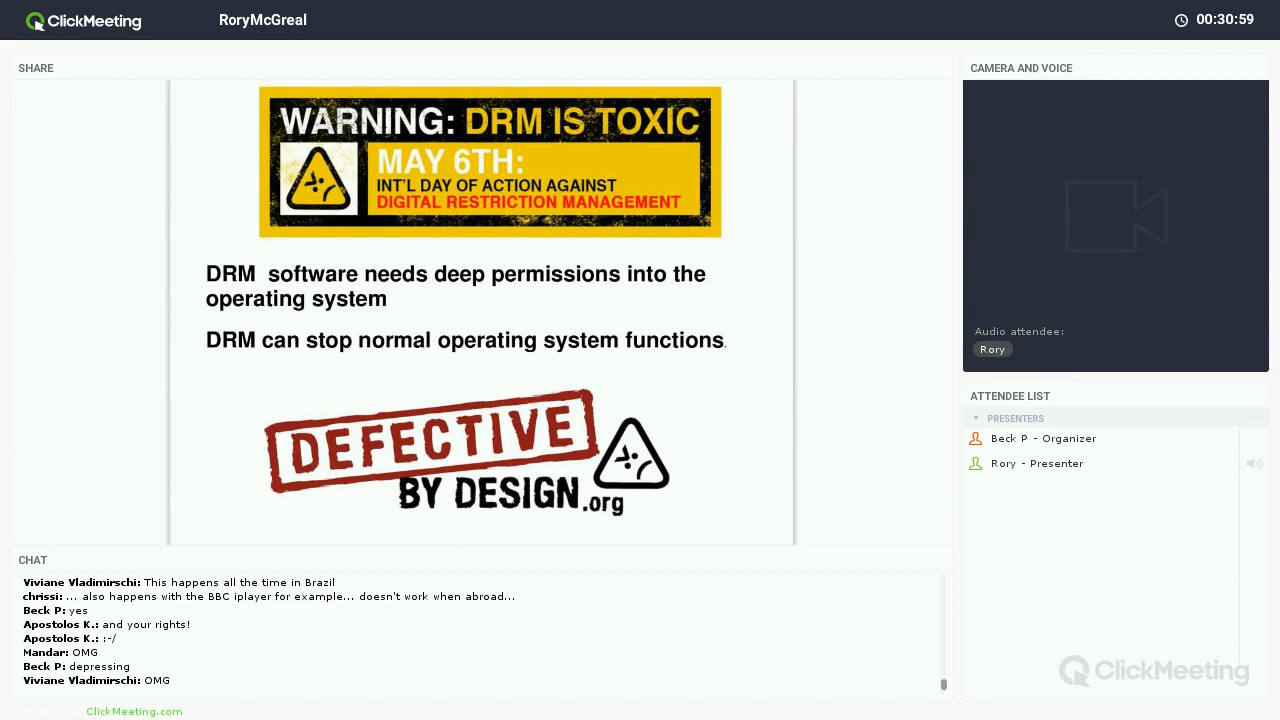 ClickMeeting
RoryMcGreal
00:30:59
SHARE
WARNING: DRM IS TOXIC
MAY 6TH:
INT'L DAY OF ACTION AGAINST
DIGITAL RESTRICTION MANAGEMENT
DRM  software needs deep permissions into the
operating system
DRM can stop normal operating system functions.
DEFECTIVE
BY DESIGN.org
CHAT
Viviane Vladimirschi: This happens all the time in Brazil
chrissi: ... also happens with the BBC iplayer for example... doesn't work when abroad...
Beck P: yes
Apostolos K.: and your rights!
Apostolos K.: :-/
Mandar: OMG
Beck P: depressing
Viviane Vladimirschi: OMG
ClickMeeting.com
CAMERA AND VOICE
Audio attendee:
Rory
ATTENDEE LIST
PRESENTERS
Beck P - Organizer
Rory - Presenter
ClickMeeting